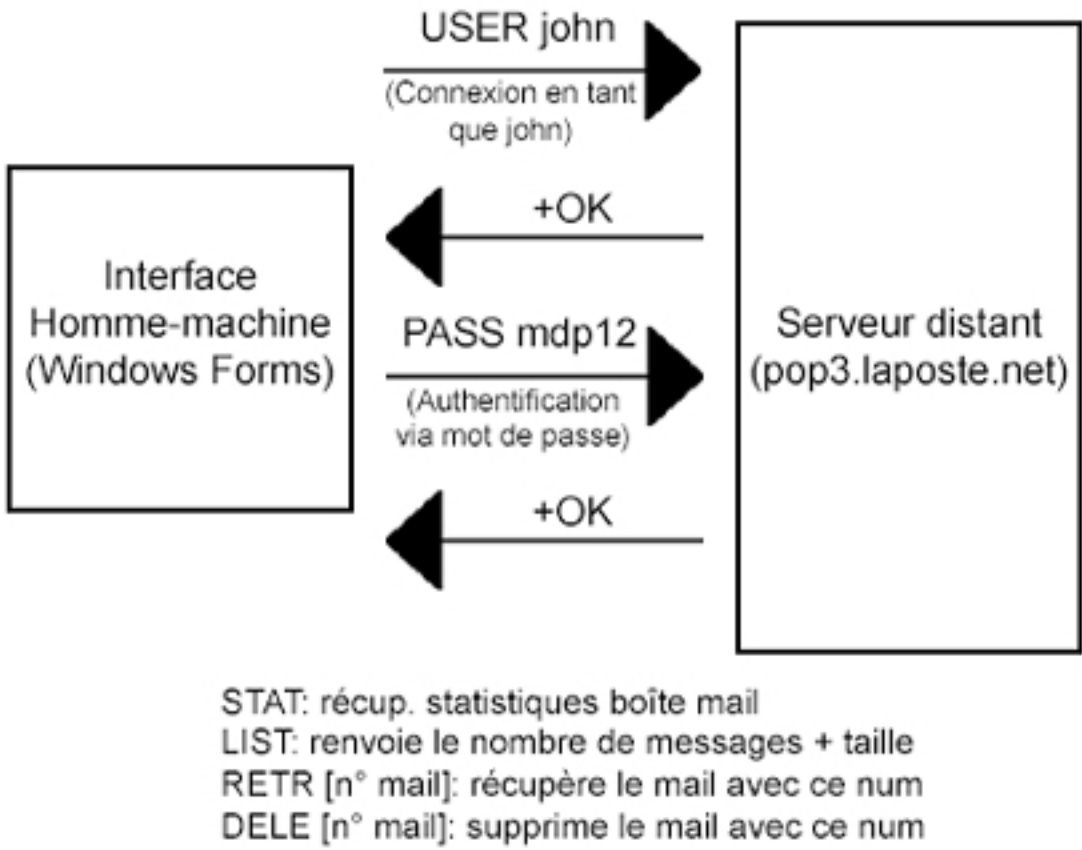 USER john
(Connexion en tant
que john)
+OK
Interface
Homme-machine
(Windows Forms)
PASS mdp12
(Authentification
via mot de passe)
+OK
Serveur distant
(pop3.laposte.net)
STAT: récup. statistiques boîte mail
LIST: renvoie le nombre de messages + taille
RETR [n° mail]: récupère le mail avec ce num
DELE [n° mail]: supprime le mail avec ce num